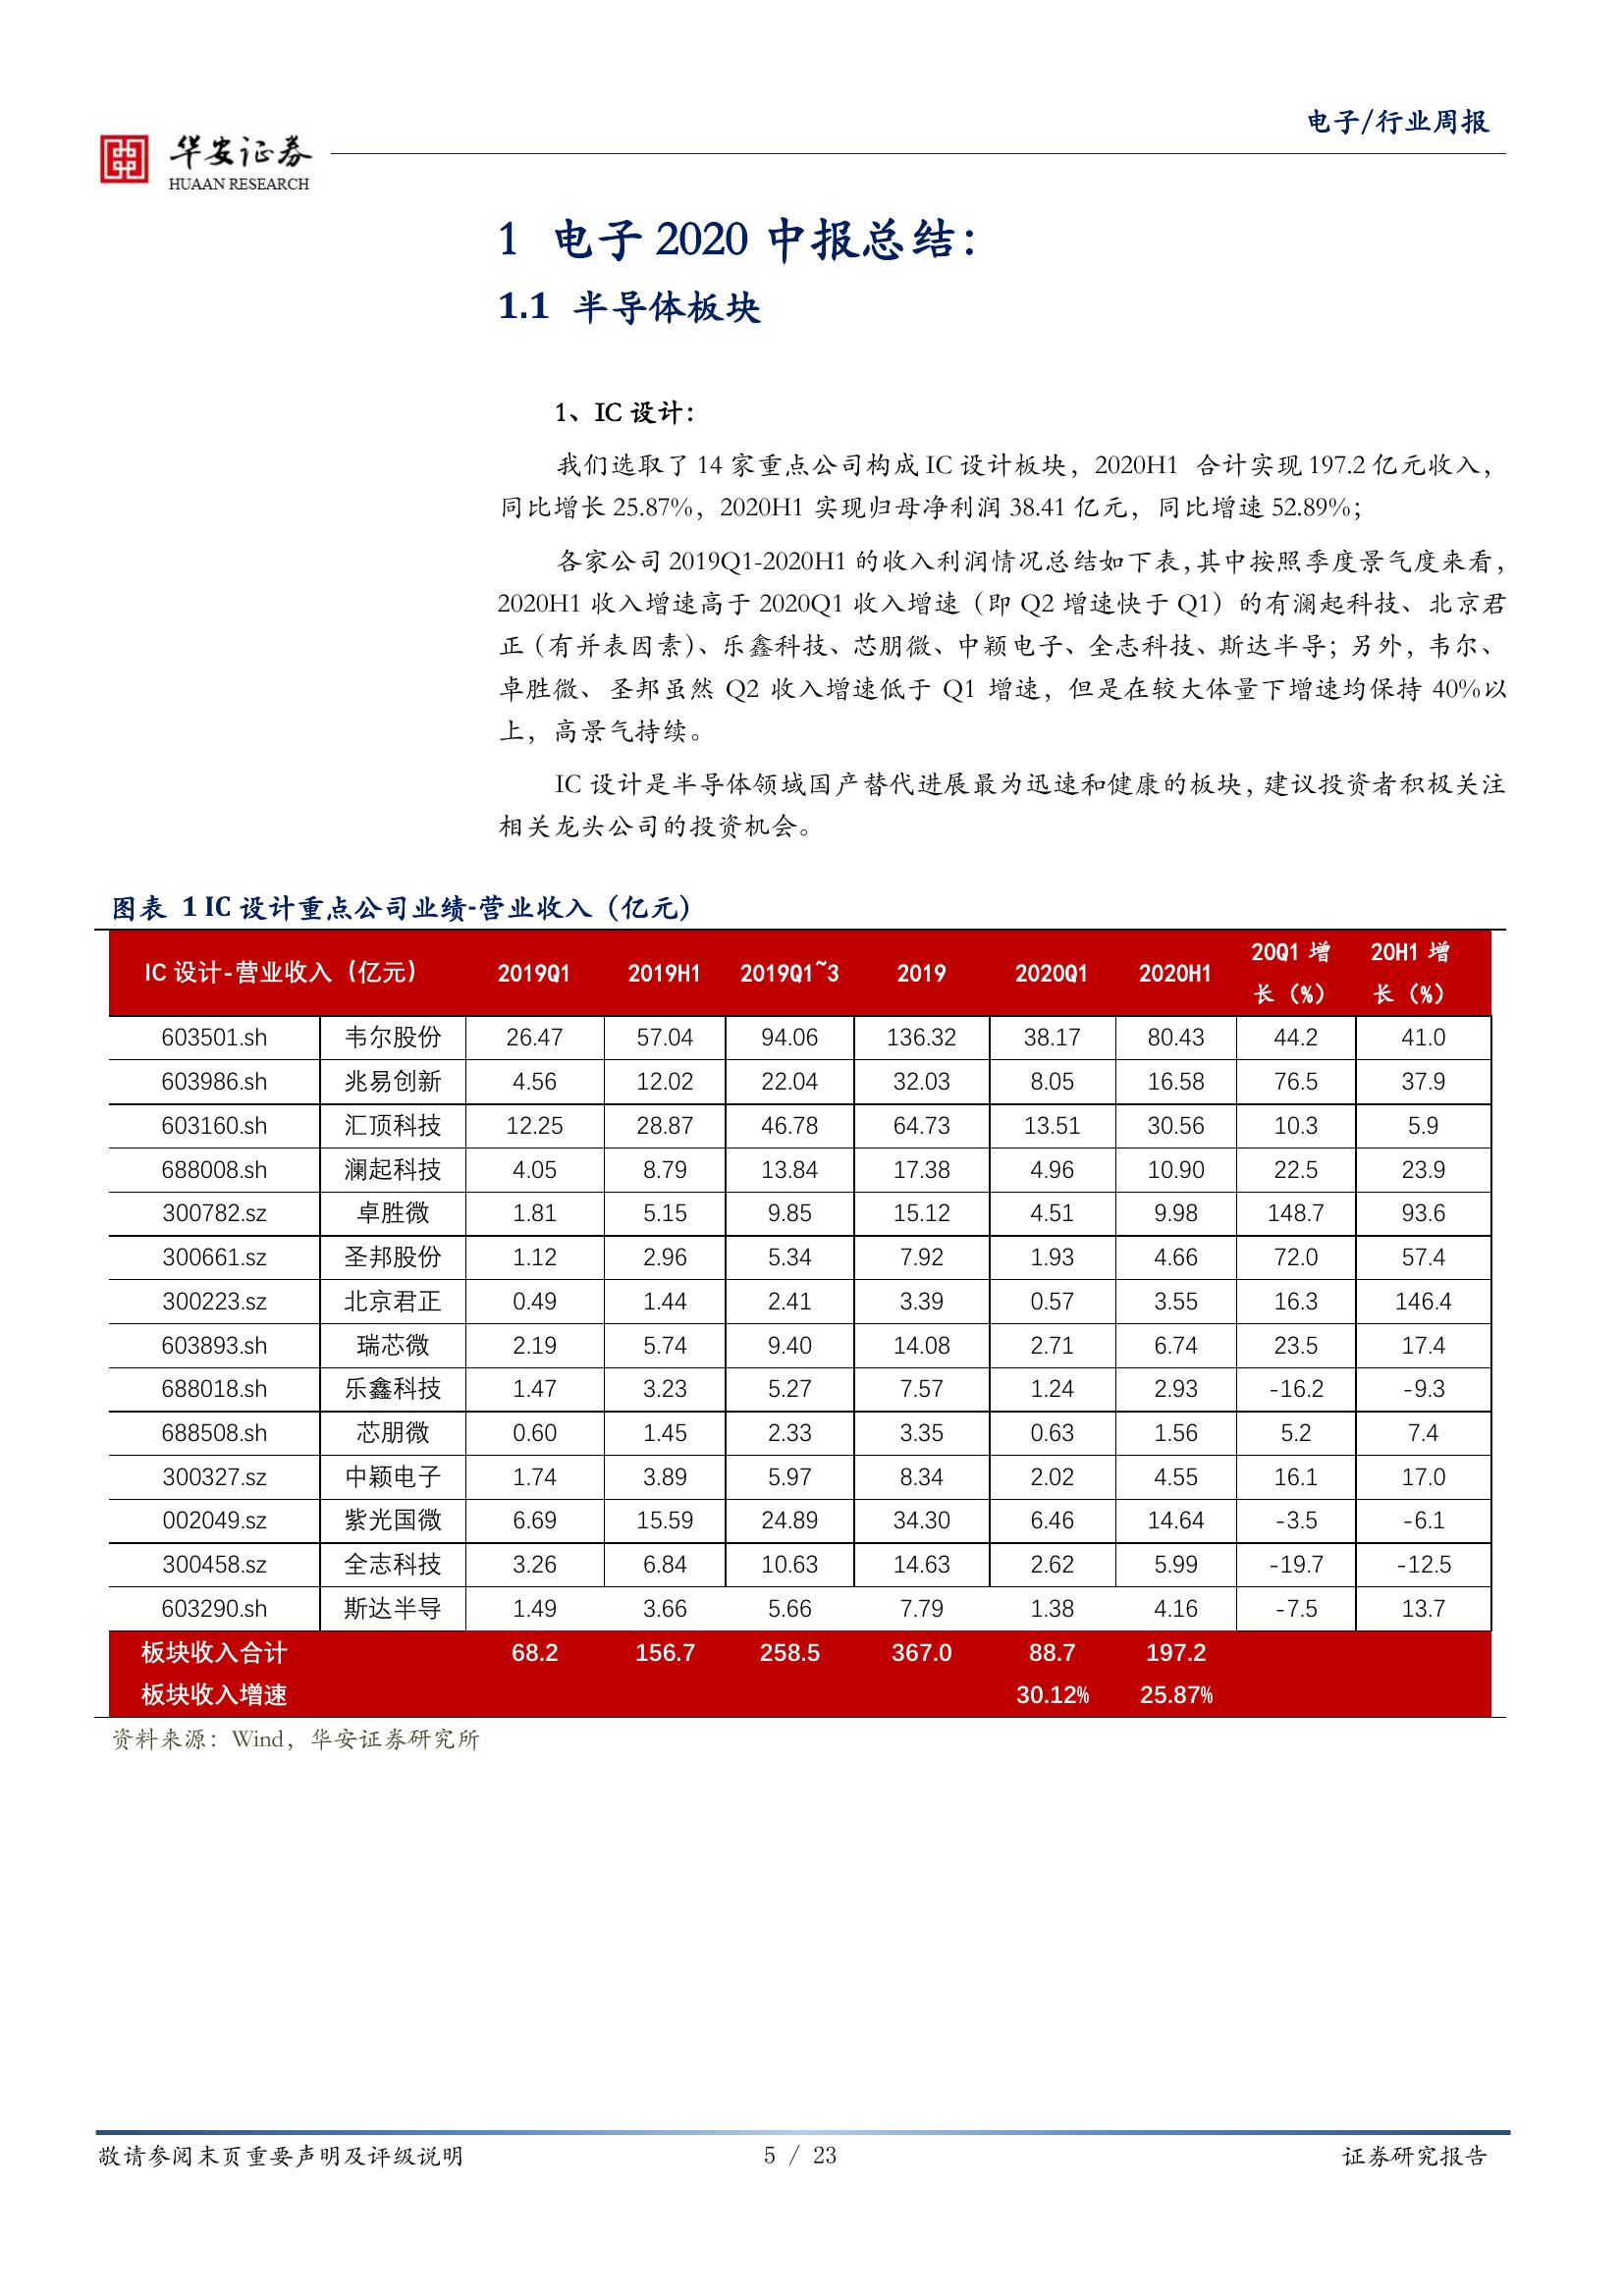 电子/行业周报
华安证券
HUAAN RESEARCH
1 电子 2020 中报总结：
1.1 半导体板块
1、IC 设计：
我们选取了 14 家重点公司构成 IC 设计板块，2020H1 合计实现 197.2 亿元收入，
同比增长 25.87%，2020H1 实现归母净利润 38.41 亿元，同比增速 52.89%；
各家公司 2019Q1-2020H1 的收入利润情况总结如下表，其中按照季度景气度来看，
2020H1 收入增速高于 2020Q1 收入增速（即 Q2 增速快于 Q1）的有澜起科技、北京君
正（有并表因素）、乐鑫科技、芯朋微、中颖电子、全志科技、斯达半导；另外，韦尔、
卓胜微、圣邦虽然 Q2 收入增速低于 Q1 增速，但是在较大体量下增速均保持 40%以
上，高景气持续。
IC 设计是半导体领域国产替代进展最为迅速和健康的板块，建议投资者积极关注
相关龙头公司的投资机会。
图表 1 IC 设计重点公司业绩-营业收入（亿元）
IC 设计-营业收入（亿元） 2019Q1 2019H1 2019Q1~3 2019 2020Q1 2020H1 20Q1 增长（%） 20H1 增长（%）
603501.sh 韦尔股份 26.47 57.04 94.06 136.32 38.17 80.43 44.2 41.0
603986.sh 兆易创新 4.56 12.02 22.04 32.03 8.05 16.58 76.5 37.9
603160.sh 汇顶科技 12.25 28.87 46.78 64.73 13.51 30.56 10.3 5.9
688008.sh 澜起科技 4.05 8.79 13.84 17.38 4.96 10.90 22.5 23.9
300782.sz 卓胜微 1.81 5.15 9.85 15.12 4.51 9.98 148.7 93.6
300661.sz 圣邦股份 1.12 2.96 5.34 7.92 1.93 4.66 72.0 57.4
300223.sz 北京君正 0.49 1.44 2.41 3.39 0.57 3.55 16.3 146.4
603893.sh 瑞芯微 2.19 5.74 9.40 14.08 2.71 6.74 23.5 17.4
688018.sh 乐鑫科技 1.47 3.23 5.27 7.57 1.24 2.93 -16.2 -9.3
688508.sh 芯朋微 0.60 1.45 2.33 3.35 0.63 1.56 5.2 7.4
300327.sz 中颖电子 1.74 3.89 5.97 8.34 2.02 4.55 16.1 17.0
002049.sz 紫光国微 6.69 15.59 24.89 34.30 6.46 14.64 -3.5 -6.1
300458.sz 全志科技 3.26 6.84 10.63 14.63 2.62 5.99 -19.7 -12.5
603290.sh 斯达半导 1.49 3.66 5.66 7.79 1.38 4.16 -7.5 13.7
板块收入合计 68.2 156.7 258.5 367.0 88.7 197.2
板块收入增速 30.12% 25.87%
资料来源：Wind，华安证券研究所
敬请参阅末页重要声明及评级说明 5 / 23 证券研究报告